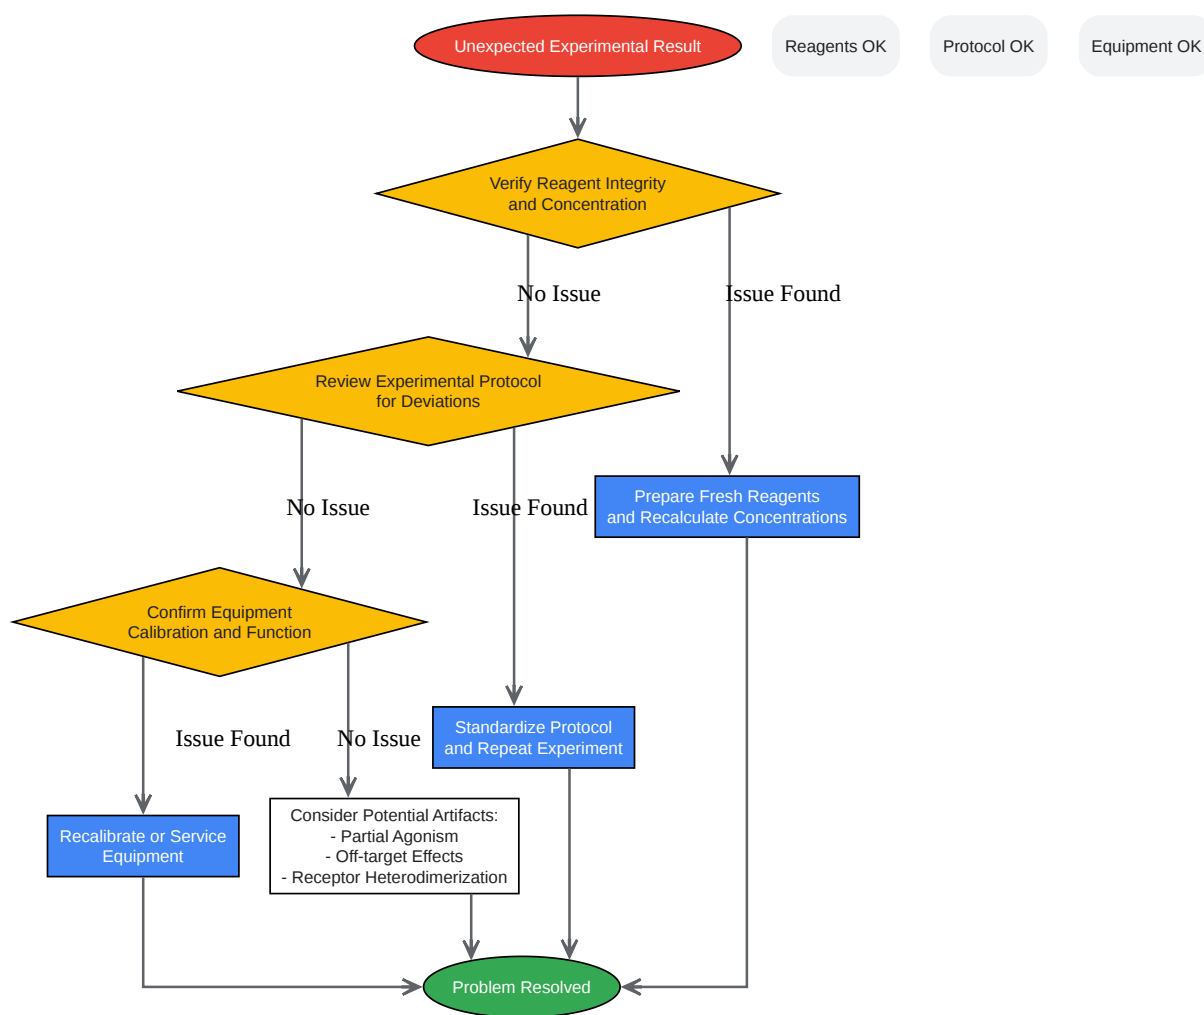 Unexpected Experimental Result
Reagents OK
Protocol OK
Equipment OK
Verify Reagent Integrity
and Concentration
No Issue
Issue Found
Review Experimental Protocol
for Deviations
No Issue
Issue Found
Prepare Fresh Reagents
and Recalculate Concentrations
Confirm Equipment
Calibration and Function
Issue Found
No Issue
Standardize Protocol
and Repeat Experiment
Recalibrate or Service
Equipment
Consider Potential Artifacts:
- Partial Agonism
- Off-target Effects
- Receptor Heterodimerization
Problem Resolved